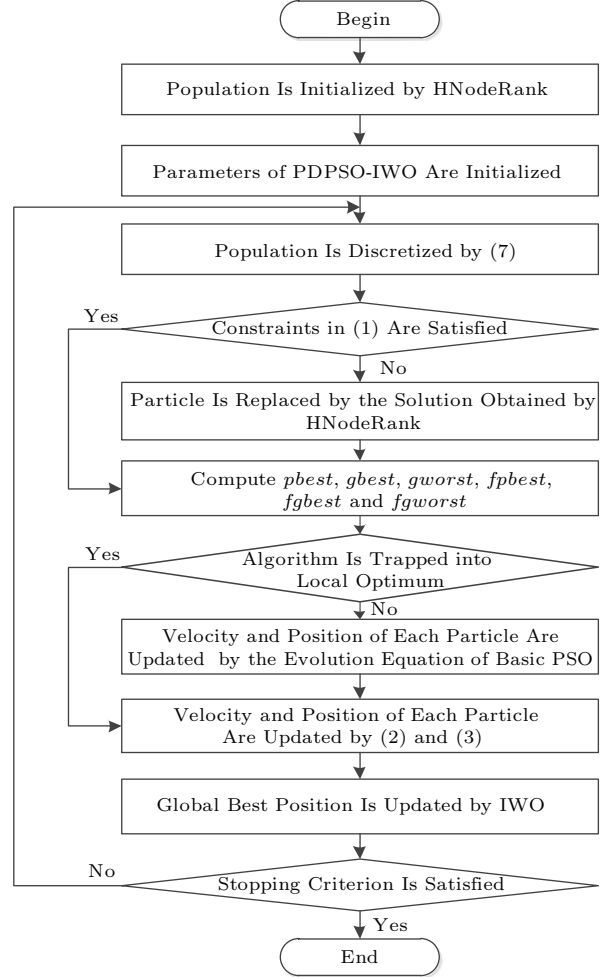 Begin
Population Is Initialized by HNodeRank
Parameters of PDPSO-IWO Are Initialized
Population Is Discretized by (7)
Yes
Constraints in (1) Are Satisfied
No
Particle Is Replaced by the Solution Obtained by
HNodeRank
Compute pbest, gbest, gworst, fpbest,
fgbest and fgworst
Yes
Algorithm Is Trapped into
Local Optimum
No
Velocity and Position of Each Particle Are
Updated by the Evolution Equation of Basic PSO
Velocity and Position of Each Particle
Are Updated by (2) and (3)
Global Best Position Is Updated by IWO
No
Stopping Criterion Is Satisfied
Yes
End